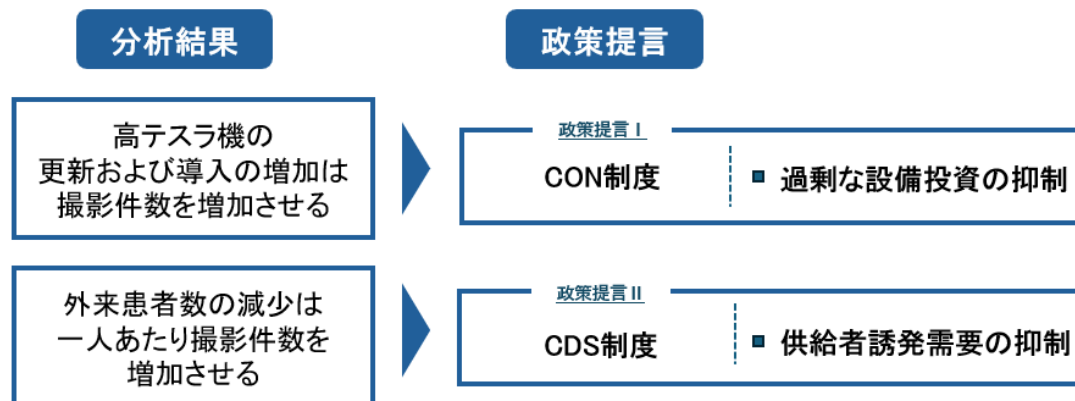 分析結果
政策提言
高テスラ機の
更新および導入の増加は
撮影件数を増加させる
政策提言Ⅰ
CON制度
■ 過剰な設備投資の抑制
外来患者数の減少は
一人あたり撮影件数を
増加させる
政策提言Ⅱ
CDS制度
■ 供給者誘発需要の抑制